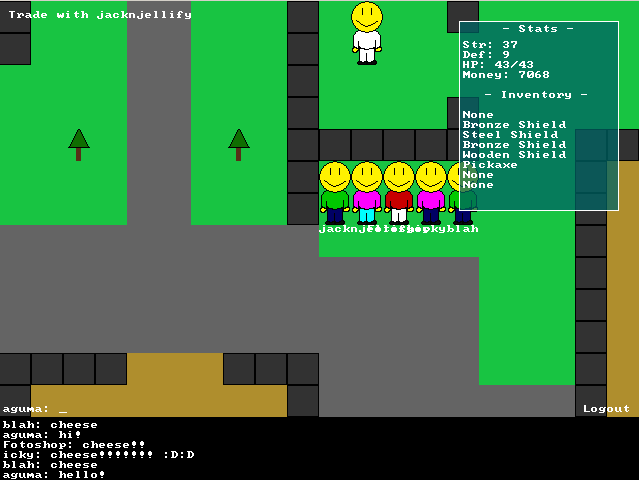 Trade with jacknjellify
- Stats -
Str: 37
Def: 9
HP: 43/43
Money: 7068
- Inventory -
None
Bronze Shield
Steel Shield
Bronze Shield
Wooden Shield
Pickaxe
None
None
blah
aguma: _
Logout
blah: cheese
aguma: hi!
Fotoshop: cheese!!
icky: cheese!!!!!!! :D:D
blah: cheese
aguma: hello!